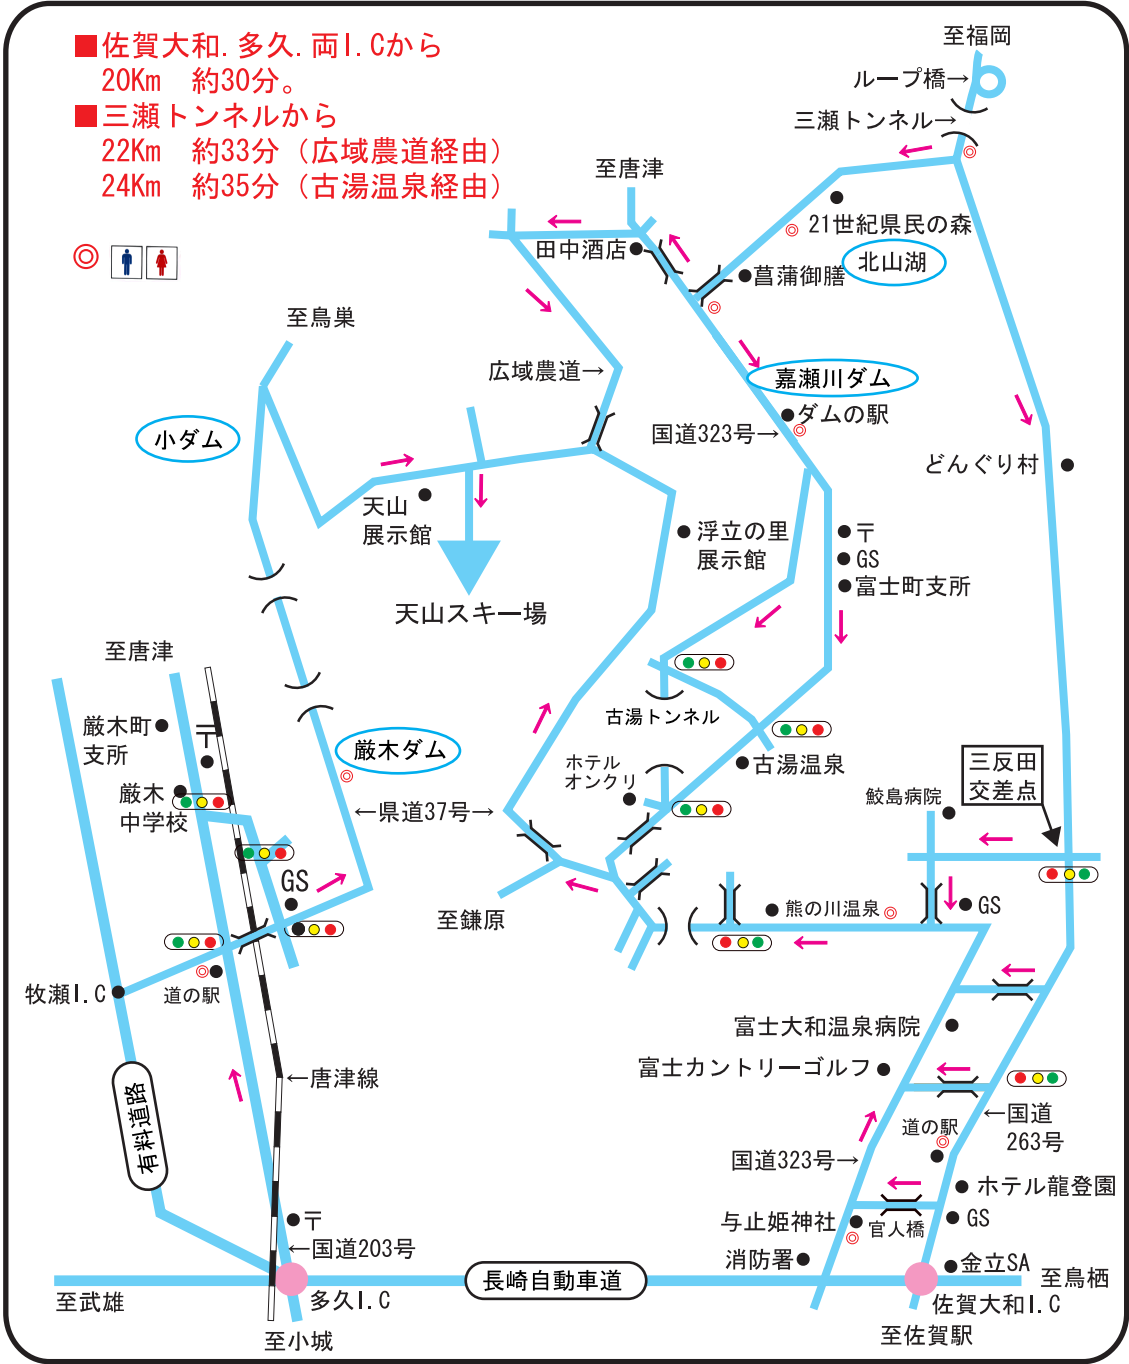 ■佐賀大和.多久.両I.Cから
20Km 約30分。
■三瀬トンネルから
22Km 約33分（広域農道経由）
24Km 約35分（古湯温泉経由）
至福岡
ループ橋→
三瀬トンネル→
至唐津
21世紀県民の森
田中酒店
北山湖
菖蒲御膳
至鳥巣
広域農道→
嘉瀬川ダム
ダムの駅
小ダム
国道323号→
どんぐり村
天山
展示館
浮立の里
展示館
〒
GS
富士町支所
天山スキー場
至唐津
古湯トンネル
厳木町
支所
〒
厳木ダム
ホテル
オンクリ
古湯温泉
三反田
交差点
厳木
中学校
←県道37号→
鮫島病院
GS
至鎌原
熊の川温泉
GS
牧瀬I.C
道の駅
富士大和温泉病院
富士カントリーゴルフ
←唐津線
有料道路
←国道
263号
道の駅
国道323号→
ホテル龍登園
与止姫神社
官人橋
GS
〒
←国道203号
消防署
金立SA
長崎自動車道
至鳥栖
至武雄
多久I.C
佐賀大和I.C
至小城
至佐賀駅